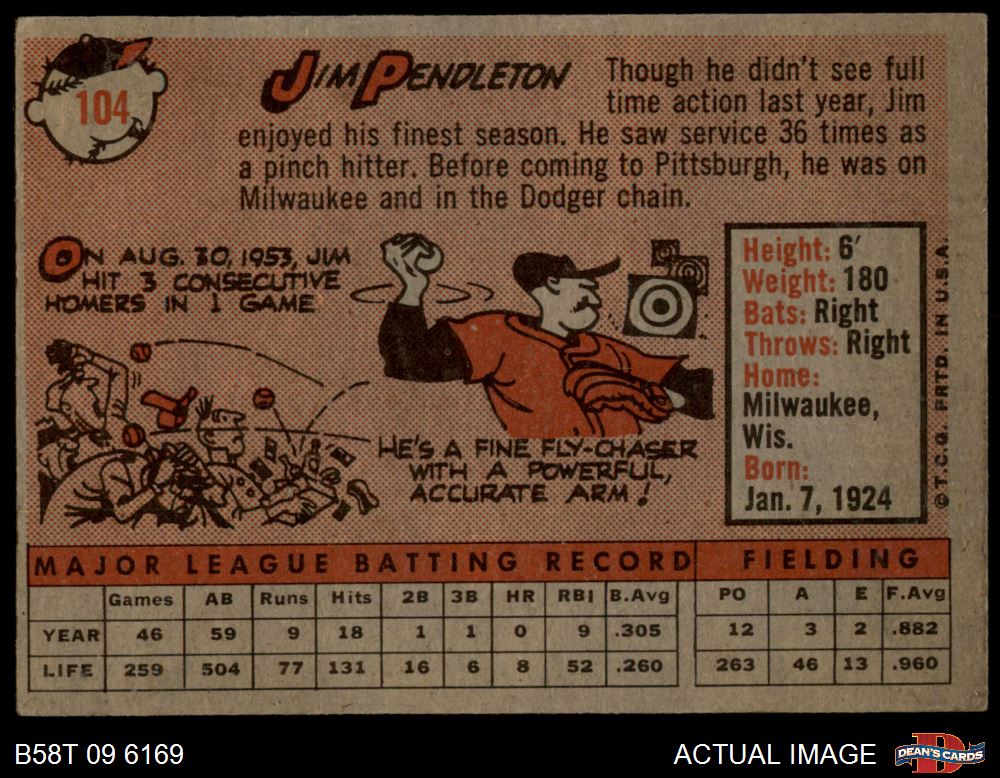 104
JIM PENDLETON
Though he didn't see full
time action last year, Jim
enjoyed his finest season. He saw service 36 times as
a pinch hitter. Before coming to Pittsburgh, he was on
Milwaukee and in the Dodger chain.
ON AUG. 30, 1953, JIM
HIT 3 CONSECUTIVE
HOMERS IN 1 GAME
HE'S A FINE FLY-CHASER
WITH A POWERFUL,
ACCURATE ARM!
Height: 6'
Weight: 180
Bats: Right
Throws: Right
Home:
Milwaukee,
Wis.
Born:
Jan. 7, 1924
© T.C.G. PRTD. IN U.S.A.
MAJOR LEAGUE BATTING RECORD FIELDING
Games AB Runs Hits 2B 3B HR RBI B.Avg PO A E F.Avg
YEAR 46 59 9 18 1 1 0 9 .305 12 3 2 .882
LIFE 259 504 77 131 16 6 8 52 .260 263 46 13 .960
B58T 09 6169
ACTUAL IMAGE
DEAN'S CARDS